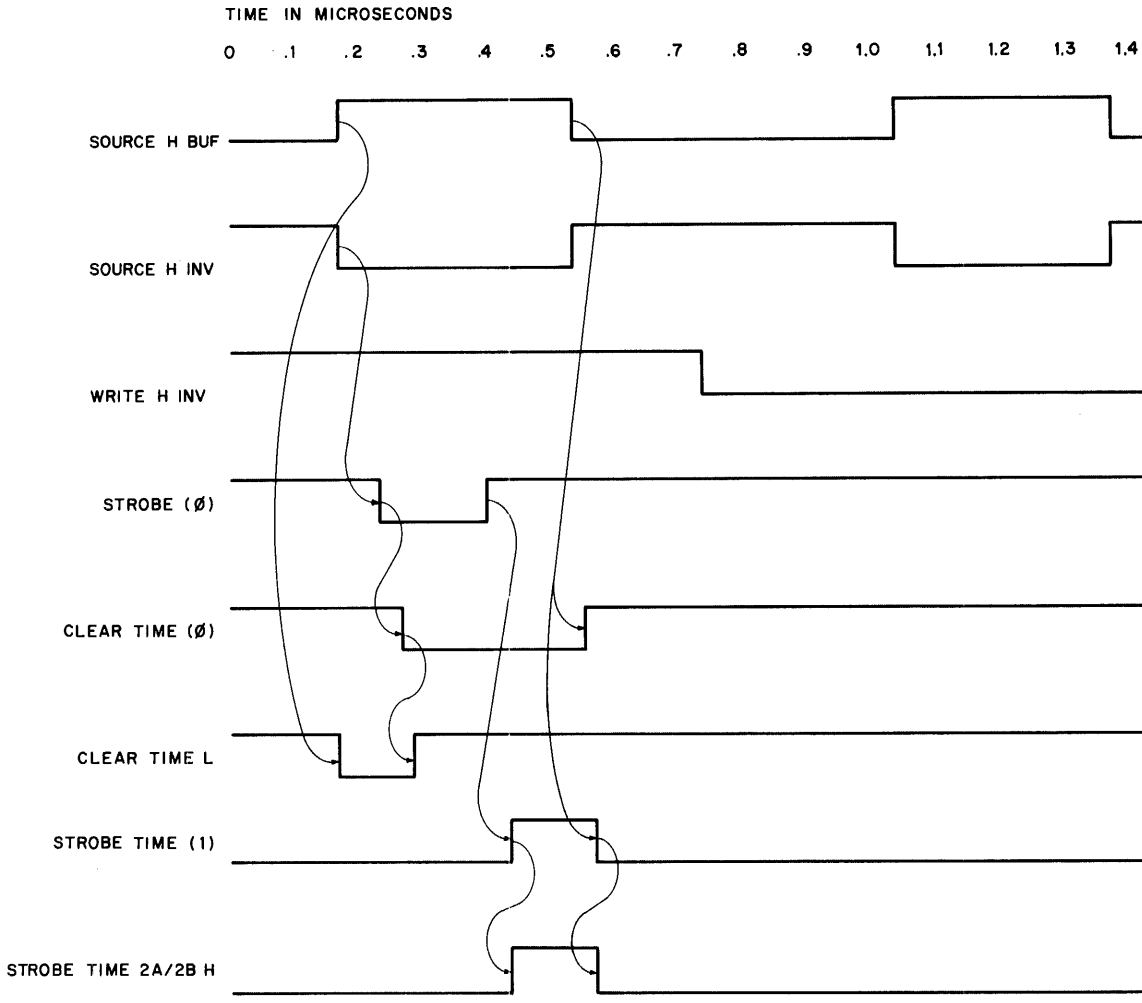 TIME IN MICROSECONDS
0 .1 .2 .3 .4 .5 .6 .7 .8 .9 1.0 1.1 1.2 1.3 1.4
SOURCE H BUF
SOURCE H INV
WRITE H INV
STROBE (Ø)
CLEAR TIME (Ø)
CLEAR TIME L
STROBE TIME (1)
STROBE TIME 2A/2B H